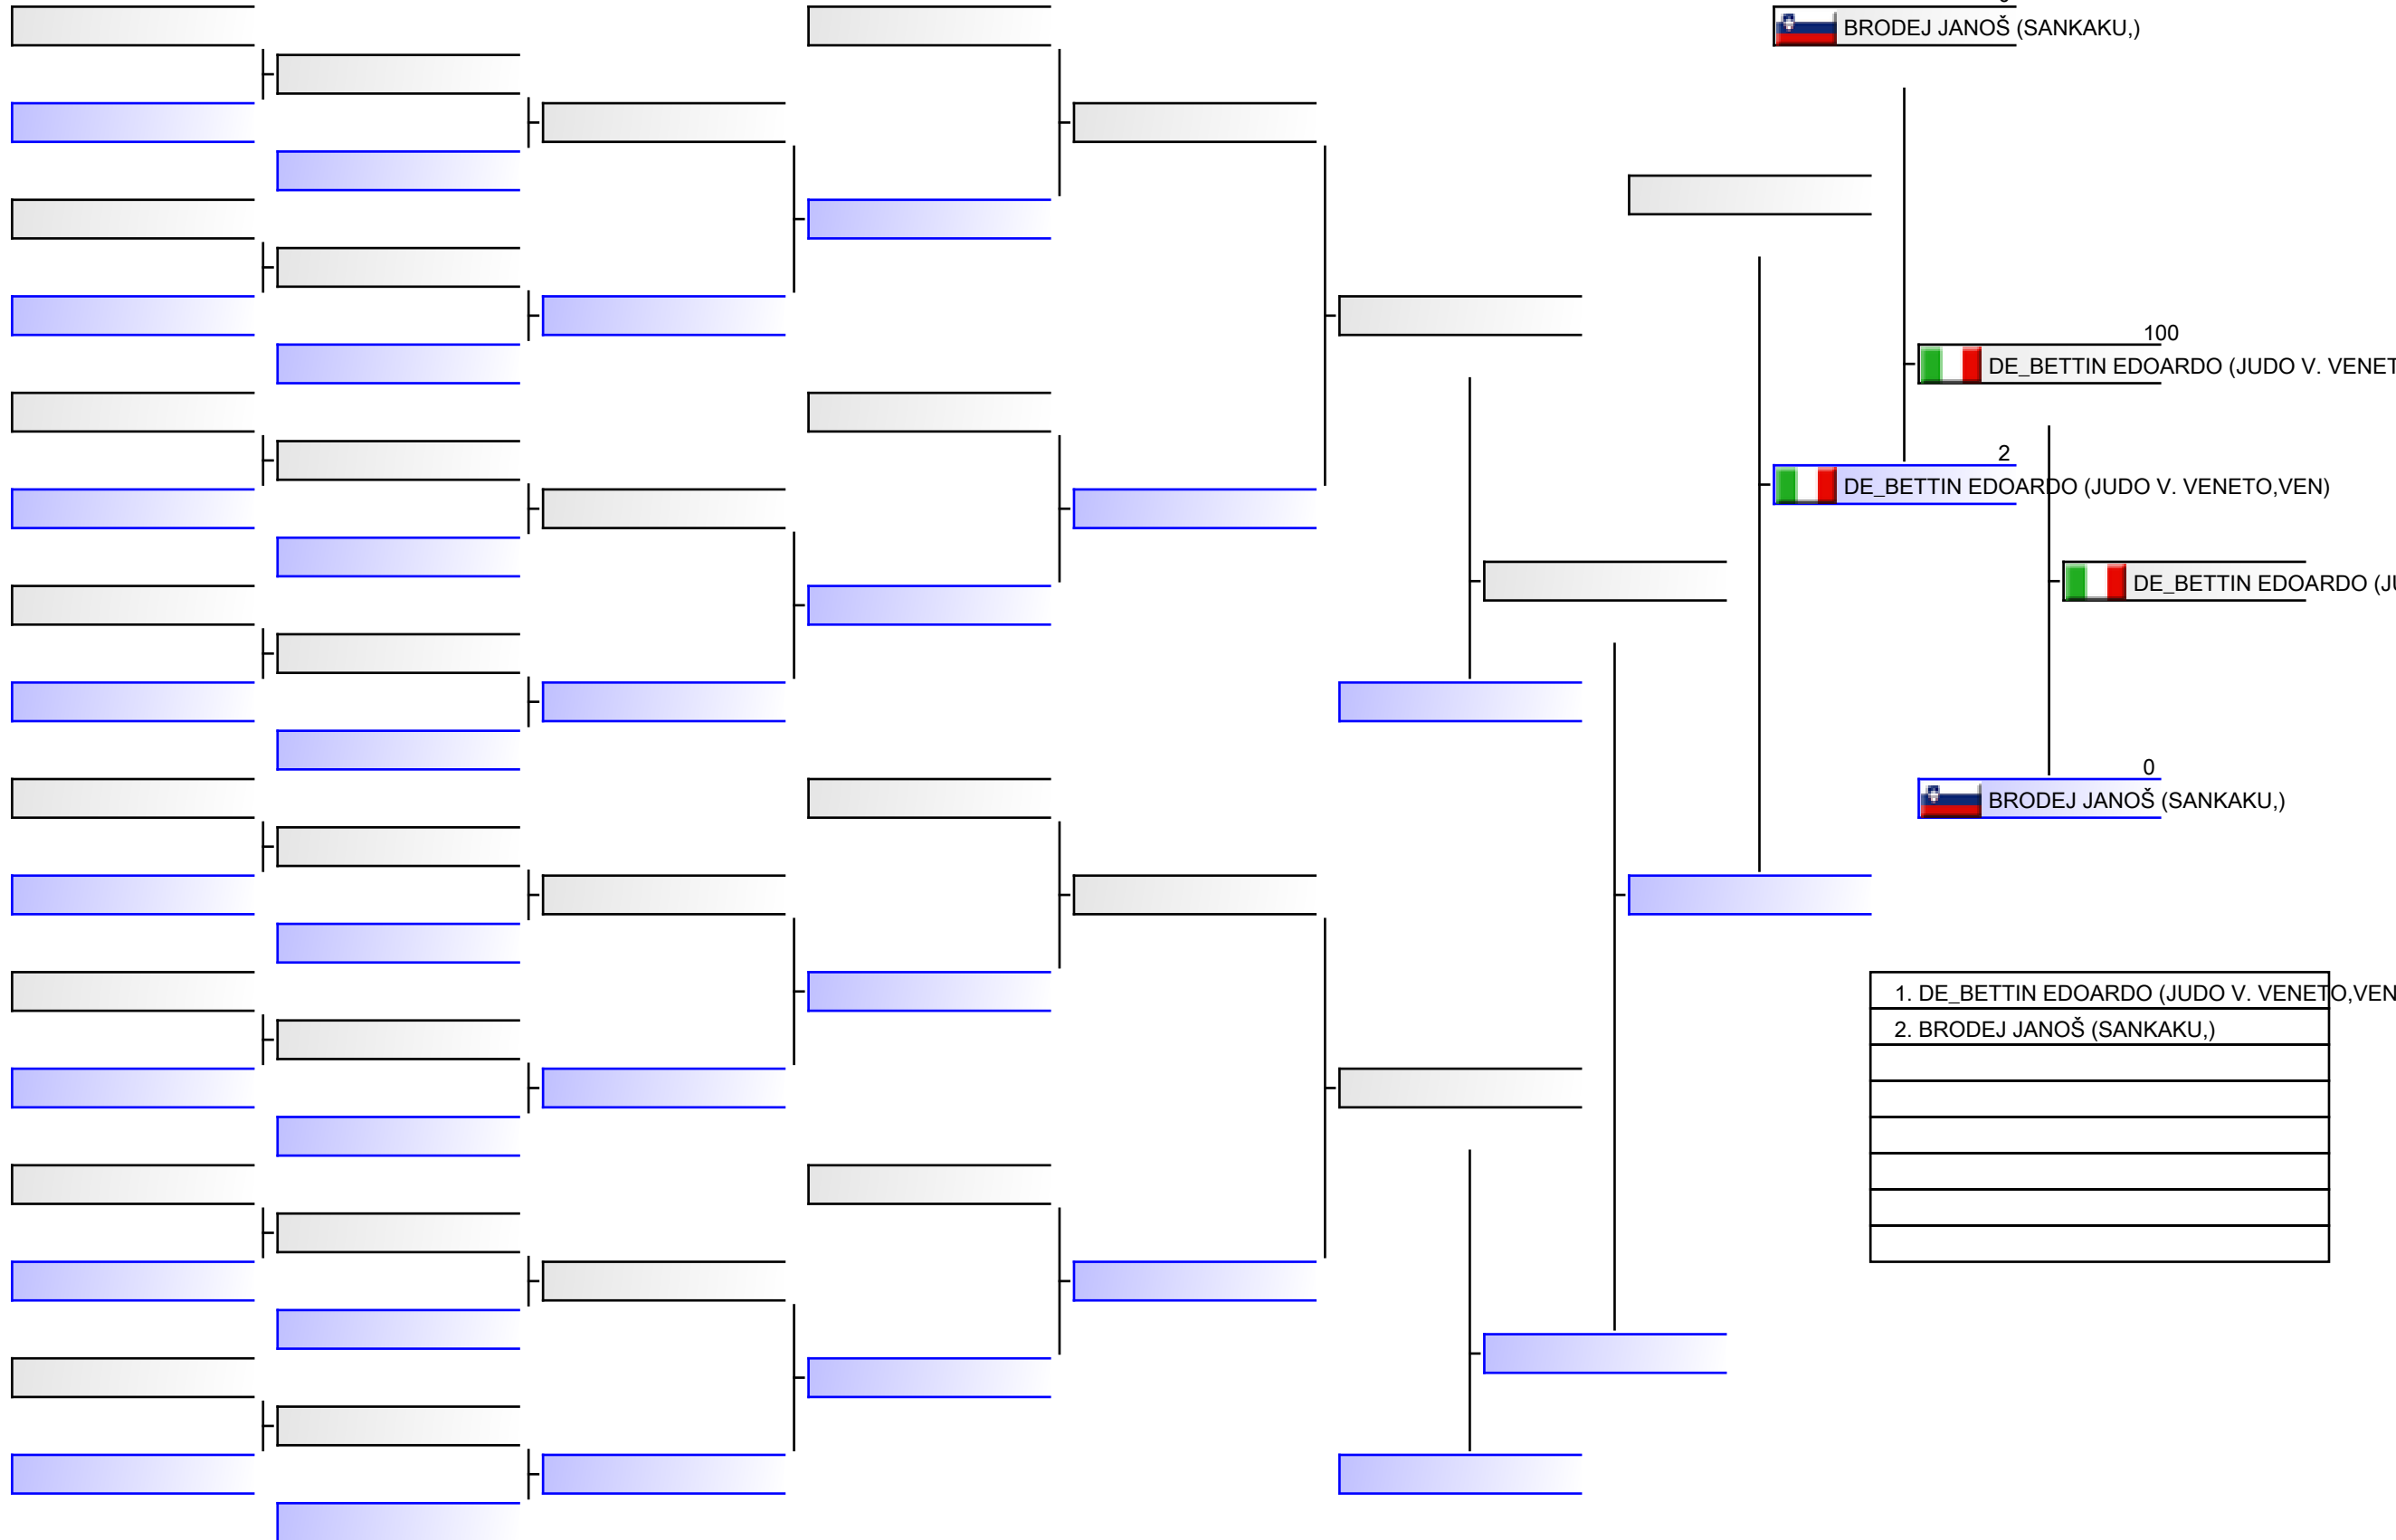 BRODEJ JANOŠ (SANKAKU,)
100
DE_BETTIN EDOARDO (JUDO V. VENET
2
DE_BETTIN EDOARDO (JUDO V. VENETO,VEN)
DE_BETTIN EDOARDO (JU
0
BRODEJ JANOŠ (SANKAKU,)
1. DE_BETTIN EDOARDO (JUDO V. VENETO,VEN
2. BRODEJ JANOŠ (SANKAKU,)